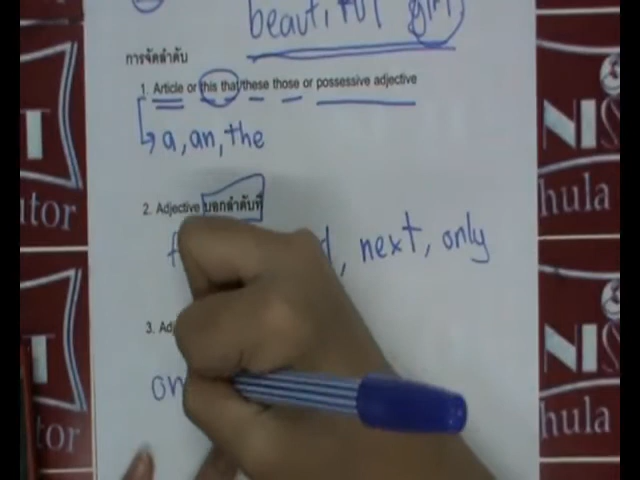 beautiful girl
การจัดลำดับ
1. Article or this that/these those or possessive adjective
a, an, the
2. Adjective บอกลำดับที่
next, only
3.